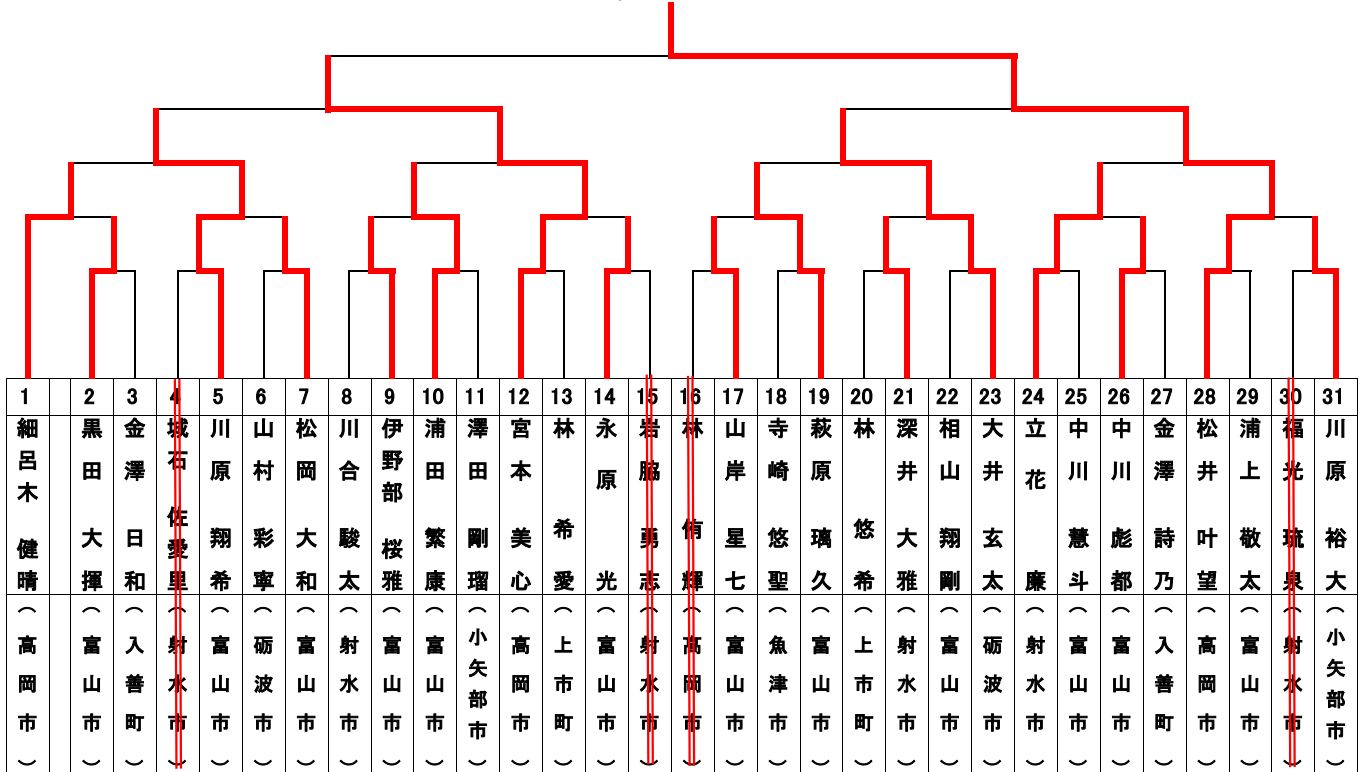 1 細呂木 健晴 （高岡市）
2 黒田 大揮 （富山市）
3 金澤 日和 （入善町）
4 城石 佐愛里 （射水市）
5 川原 翔希 （富山市）
6 山村 彩寧 （砺波市）
7 松岡 大和 （富山市）
8 川合 駿太 （射水市）
9 伊野部 桜雅 （富山市）
10 浦田 繁康 （富山市）
11 澤田 剛瑠 （小矢部市）
12 宮本 美心 （高岡市）
13 林 希愛 （上市町）
14 永原 光 （富山市）
15 岩脇 勇志 （射水市）
16 林 侑輝 （高岡市）
17 山岸 星七 （富山市）
18 寺崎 悠聖 （魚津市）
19 萩原 璃久 （富山市）
20 林 悠希 （上市町）
21 深井 大雅 （射水市）
22 相山 翔剛 （富山市）
23 大井 玄太 （砺波市）
24 立花 廉 （射水市）
25 中川 慧斗 （富山市）
26 中川 彪都 （富山市）
27 金澤 詩乃 （入善町）
28 松井 叶望 （高岡市）
29 浦上 敬太 （富山市）
30 福光 琉泉 （射水市）
31 川原 裕大 （小矢部市）